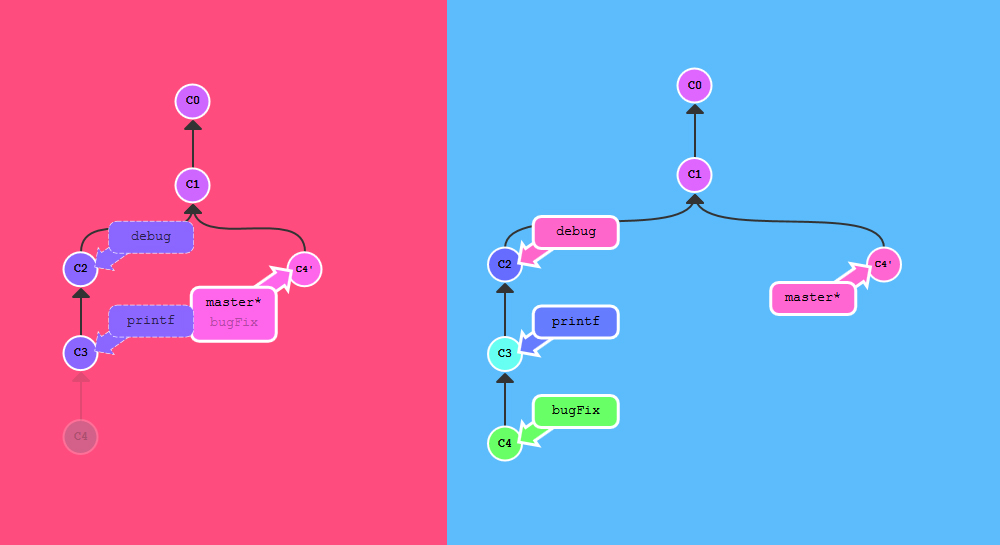 C0
C1
debug
C2
C4'
master*
bugFix
printf
C3
C4
C0
C1
debug
C2
C4'
master*
printf
C3
bugFix
C4